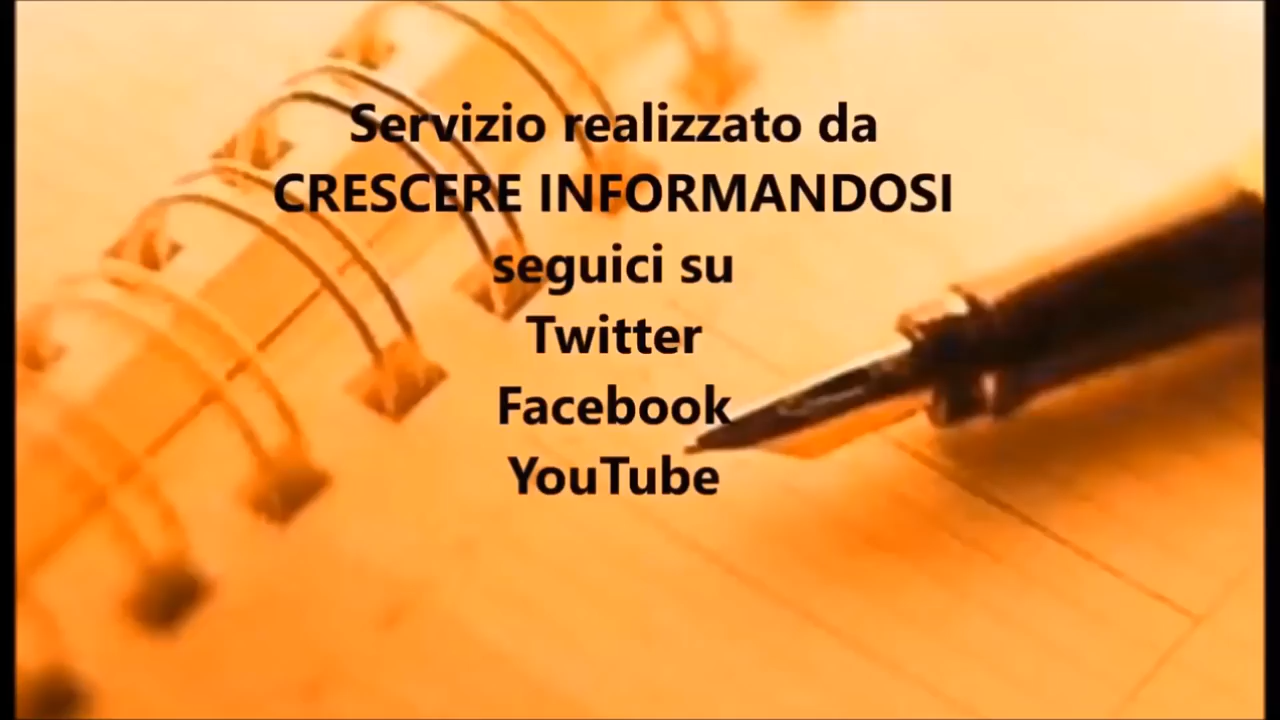 Servizio realizzato da
CRESCERE INFORMANDOSI
seguici su
Twitter
Facebook
YouTube